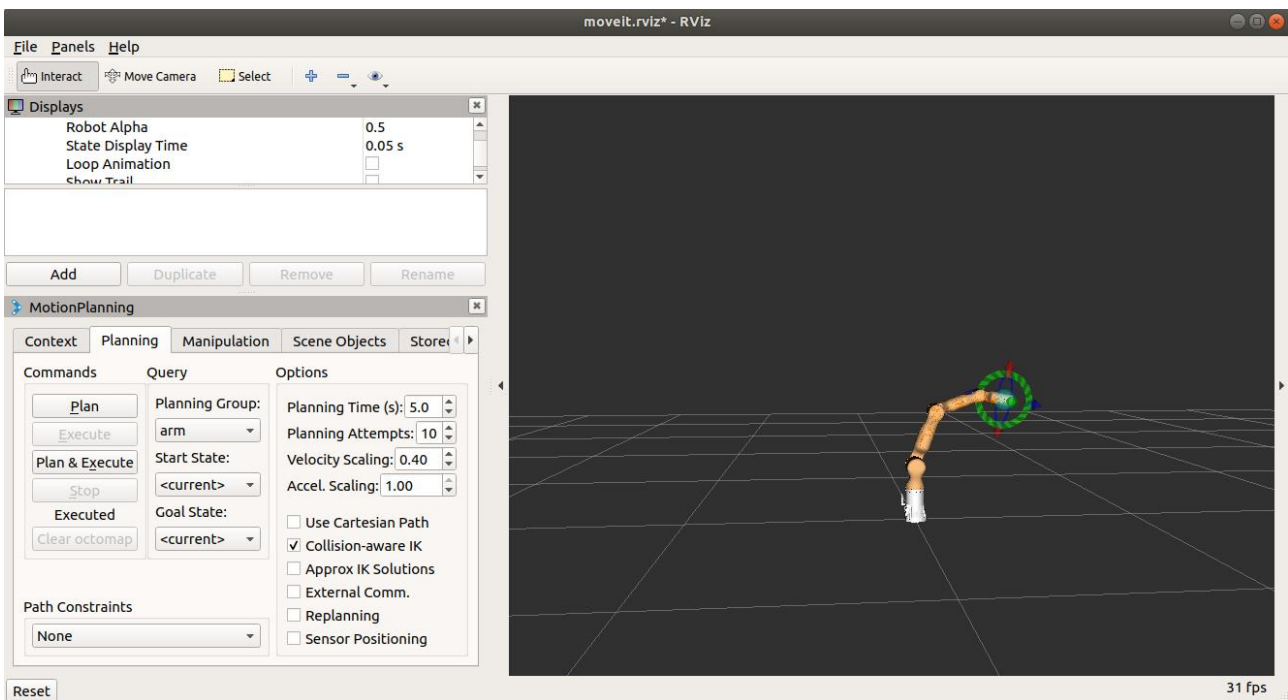 moveit.rviz* - RViz
File Panels Help
Interact Move Camera Select
Displays
Robot Alpha 0.5
State Display Time 0.05 s
Loop Animation
Show Trail
Add Duplicate Remove Rename
MotionPlanning
Context Planning Manipulation Scene Objects Stored
Commands Query Options
Plan Planning Group: Planning Time (s): 5.0
Execute arm Planning Attempts: 10
Plan & Execute Start State: Velocity Scaling: 0.40
Stop <current> Accel. Scaling: 1.00
Executed Goal State: Use Cartesian Path
Clear octomap <current> Collision-aware IK
Approx IK Solutions
External Comm.
Path Constraints Replanning
None Sensor Positioning
Reset 31 fps